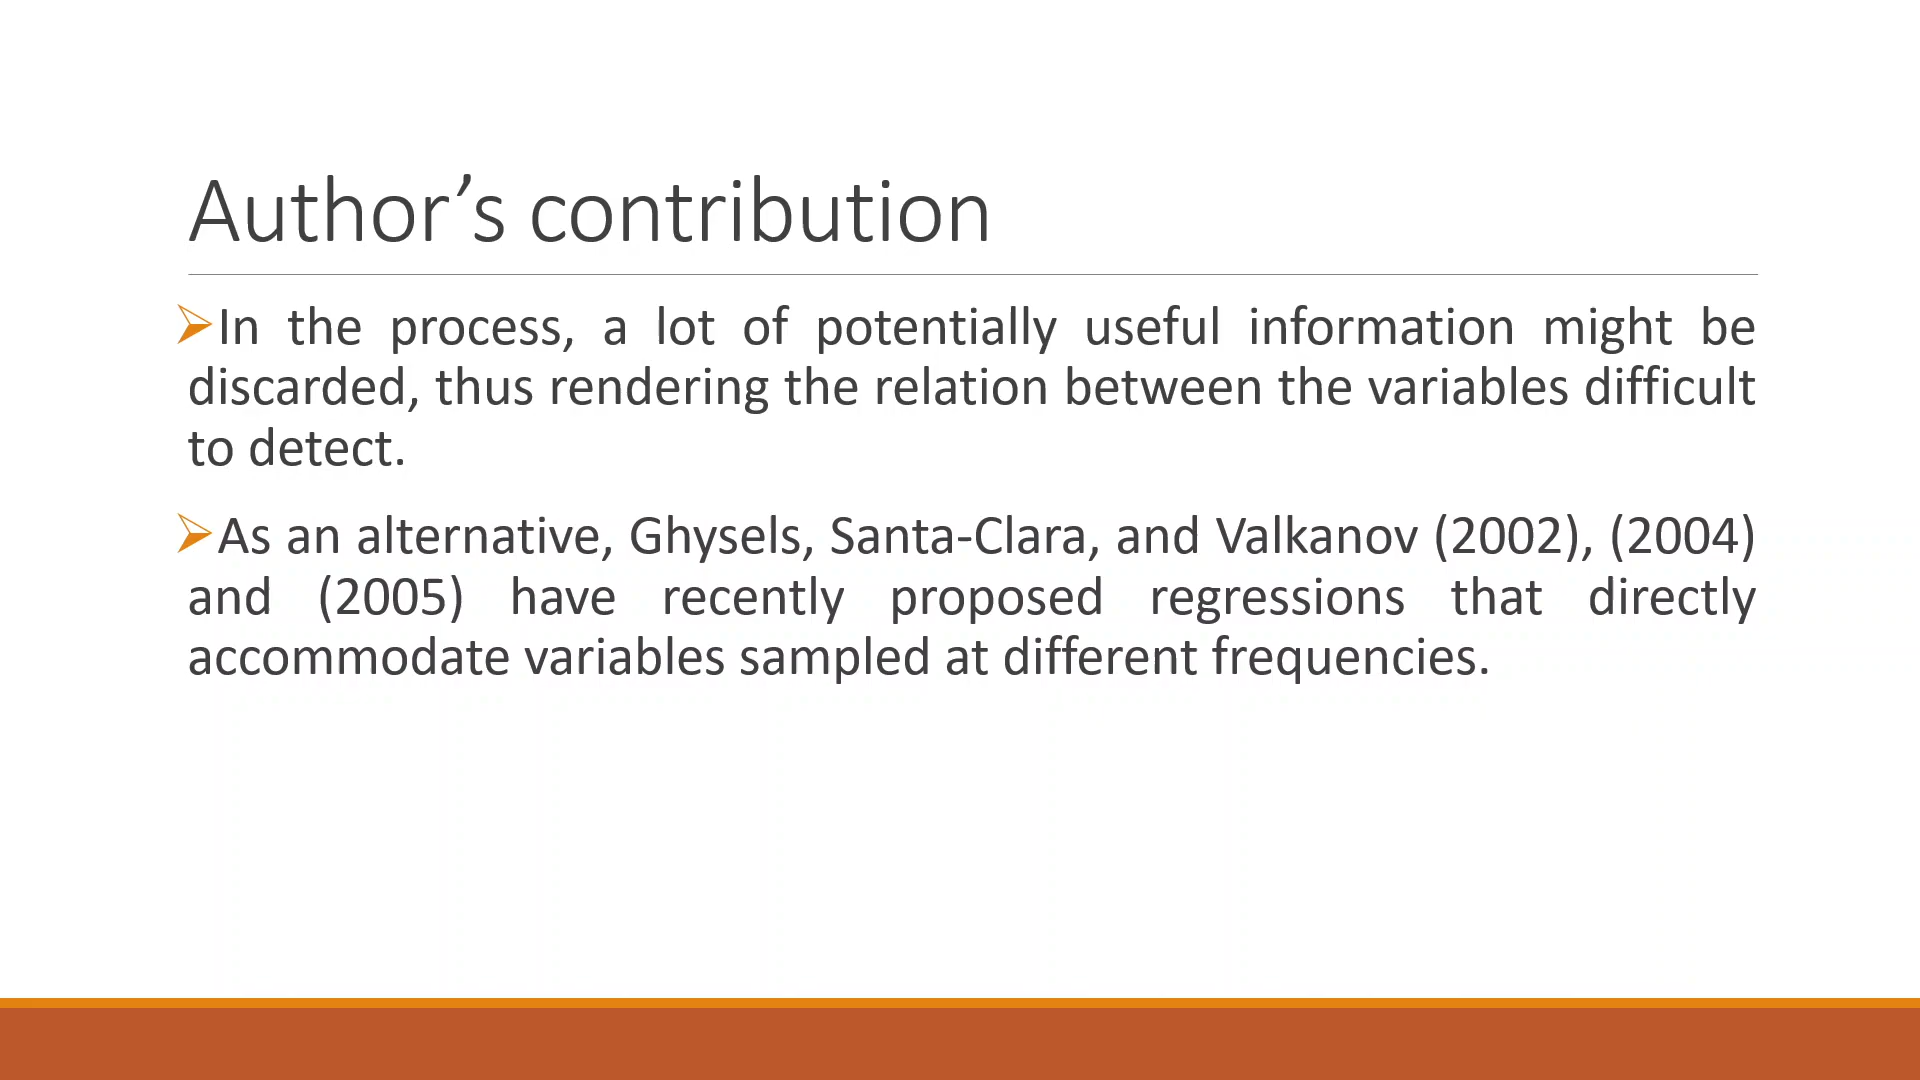 Author’s contribution
In the process, a lot of potentially useful information might be
discarded, thus rendering the relation between the variables difficult
to detect.
As an alternative, Ghysels, Santa-Clara, and Valkanov (2002), (2004)
and (2005) have recently proposed regressions that directly
accommodate variables sampled at different frequencies.